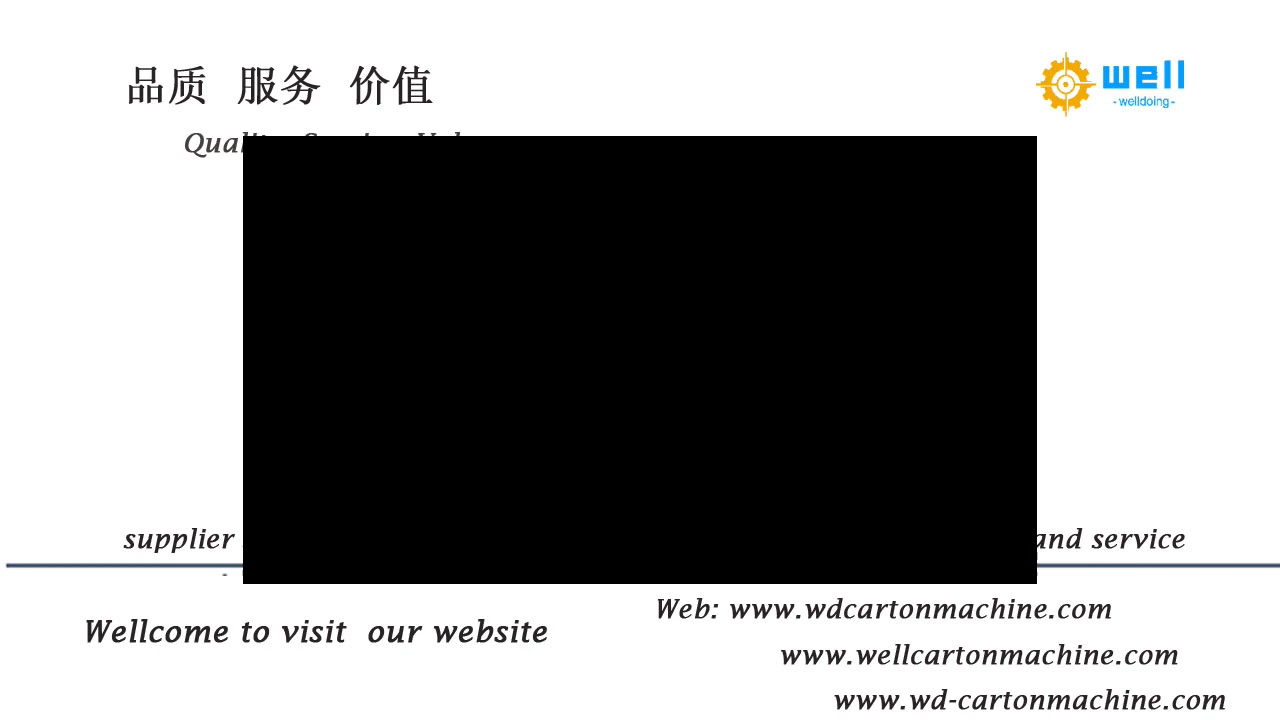 品质 服务 价值
well
-welldoing-
supplier
and service
Wellcome to visit our website
Web: www.wdcartonmachine.com
www.wellcartonmachine.com
www.wd-cartonmachine.com